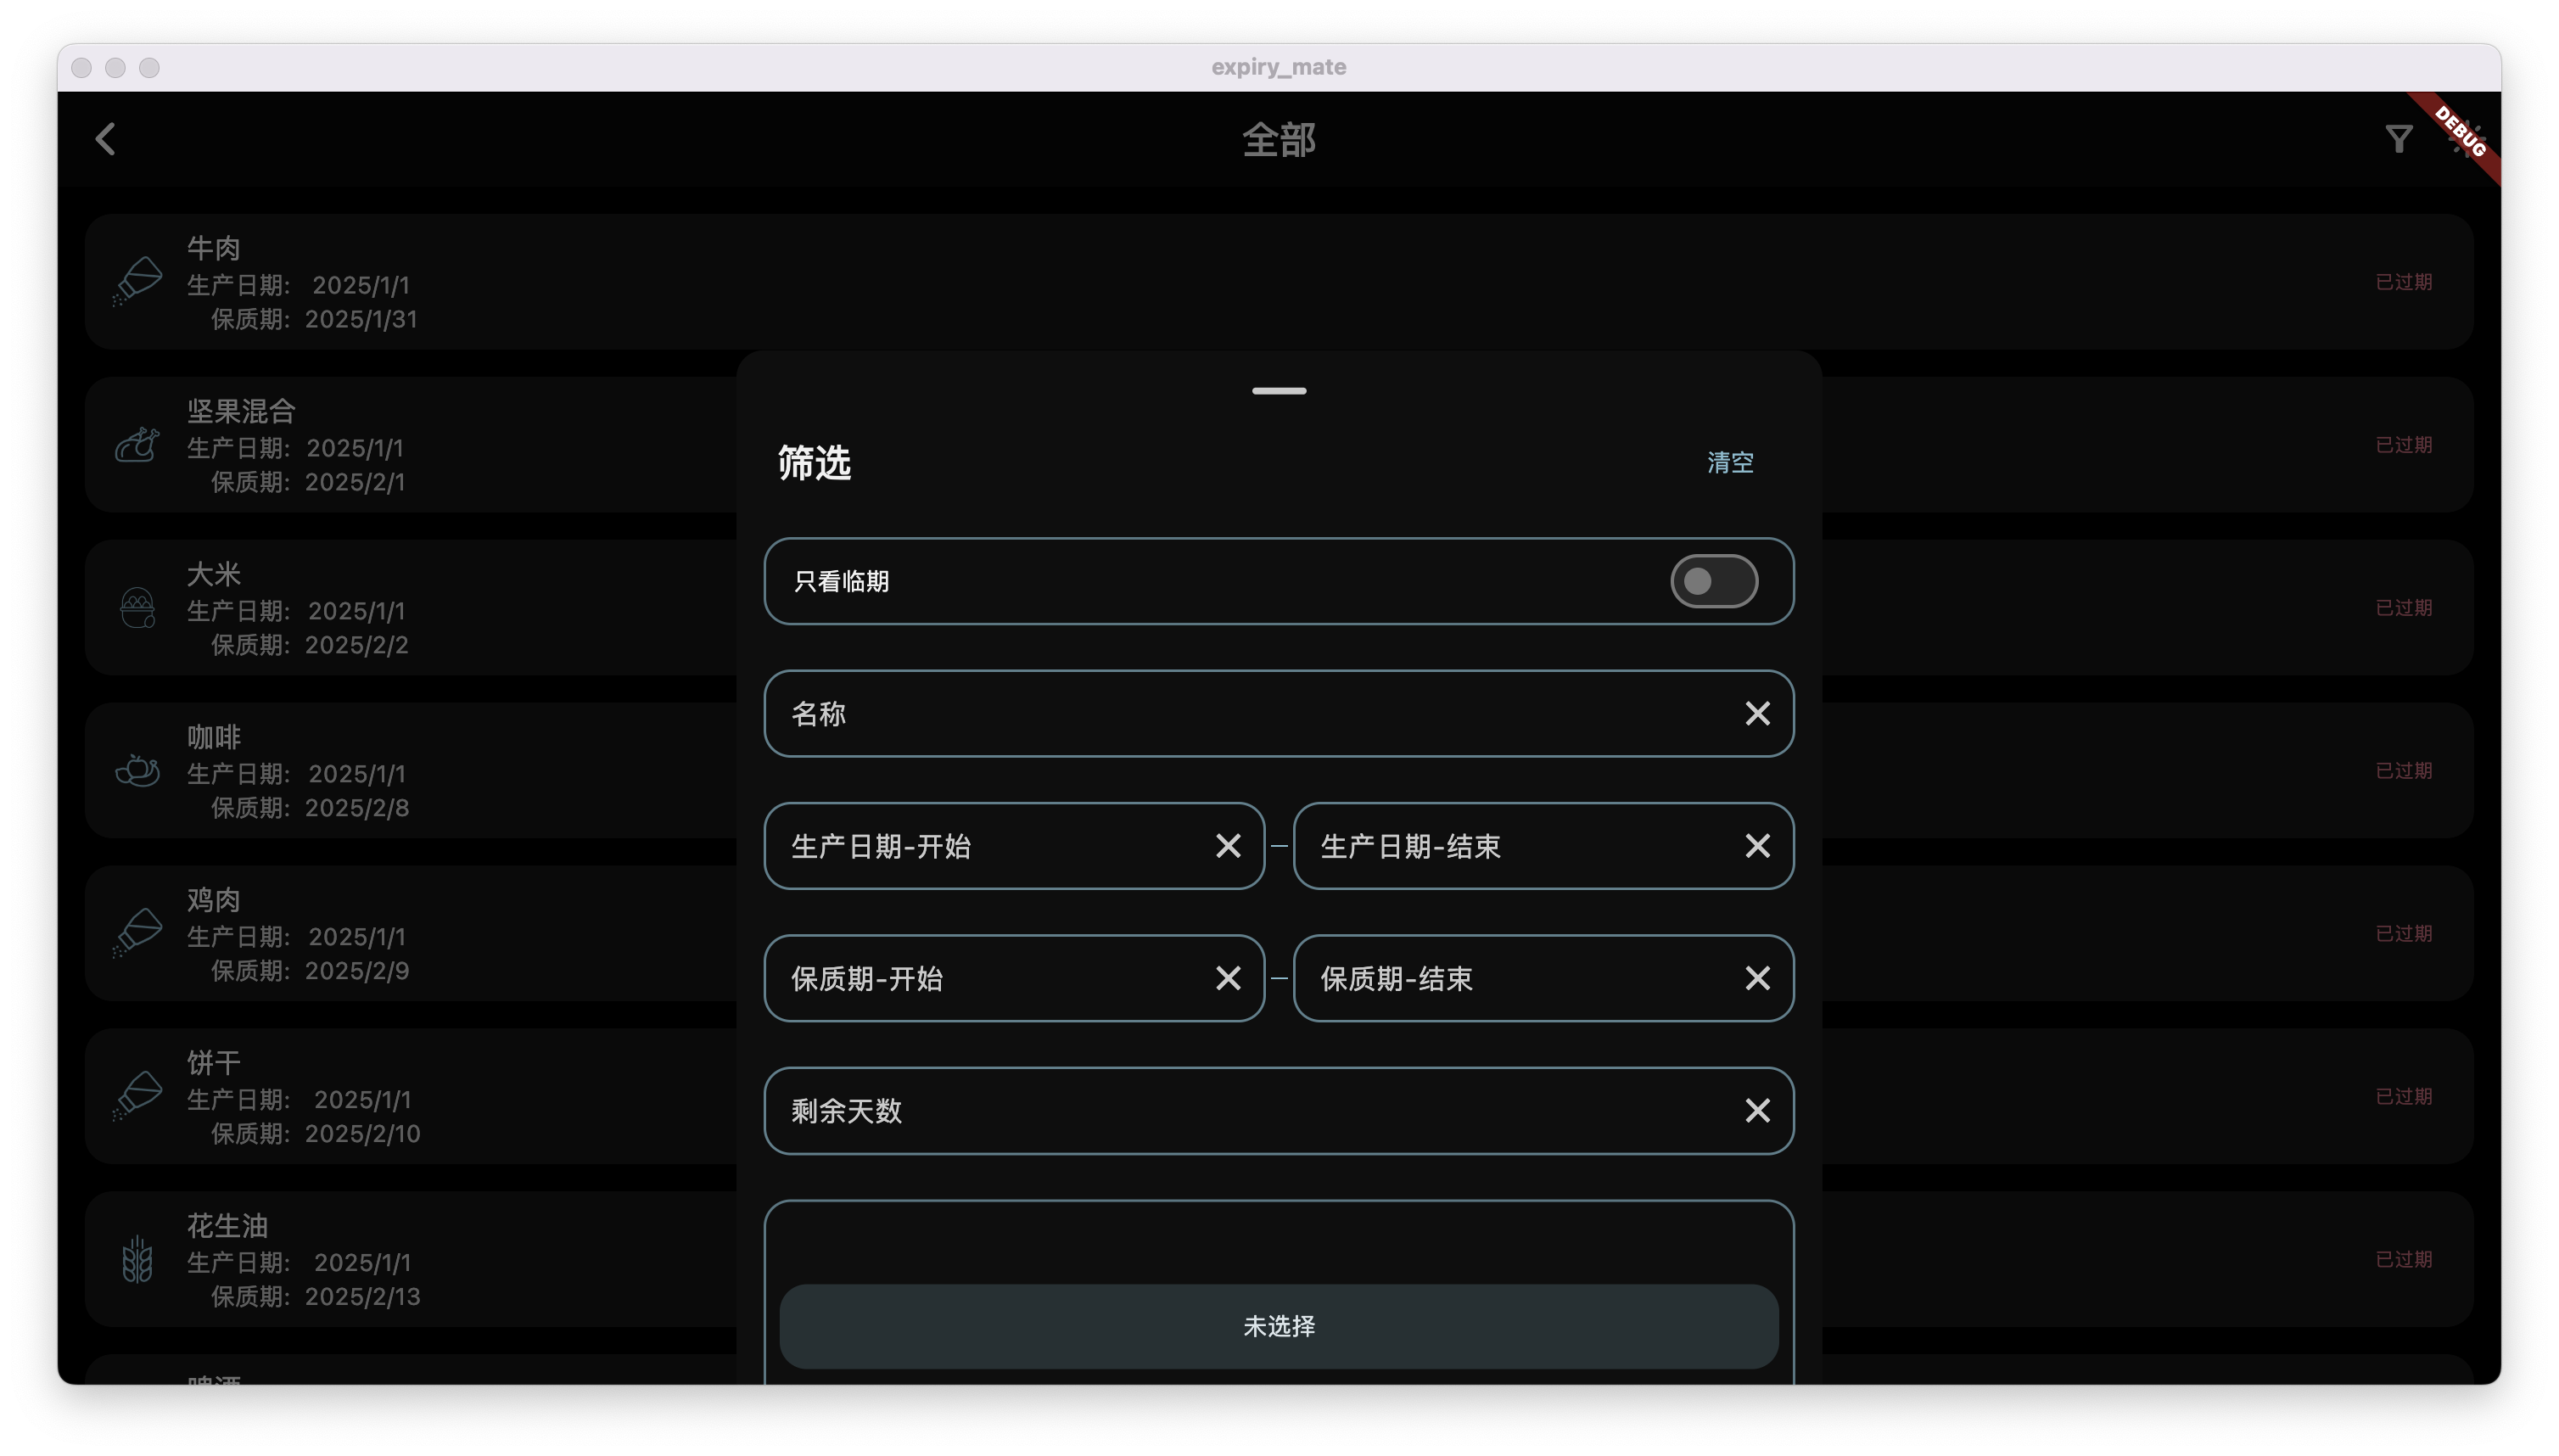 expiry_mate
全部
DEBUG
牛肉
生产日期: 2025/1/1
保质期: 2025/1/31
已过期
坚果混合
生产日期: 2025/1/1
保质期: 2025/2/1
已过期
大米
生产日期: 2025/1/1
保质期: 2025/2/2
已过期
咖啡
生产日期: 2025/1/1
保质期: 2025/2/8
已过期
鸡肉
生产日期: 2025/1/1
保质期: 2025/2/9
已过期
饼干
生产日期: 2025/1/1
保质期: 2025/2/10
已过期
花生油
生产日期: 2025/1/1
保质期: 2025/2/13
已过期
筛选
清空
只看临期
名称
生产日期-开始
生产日期-结束
保质期-开始
保质期-结束
剩余天数
未选择